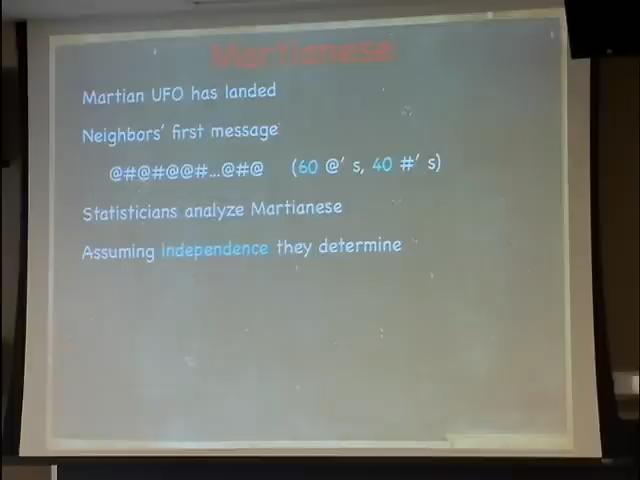 Martianese
Martian UFO has landed
Neighbors' first message
@#@#@@#...@#@ (60 @' s, 40 #' s)
Statisticians analyze Martianese
Assuming independence they determine